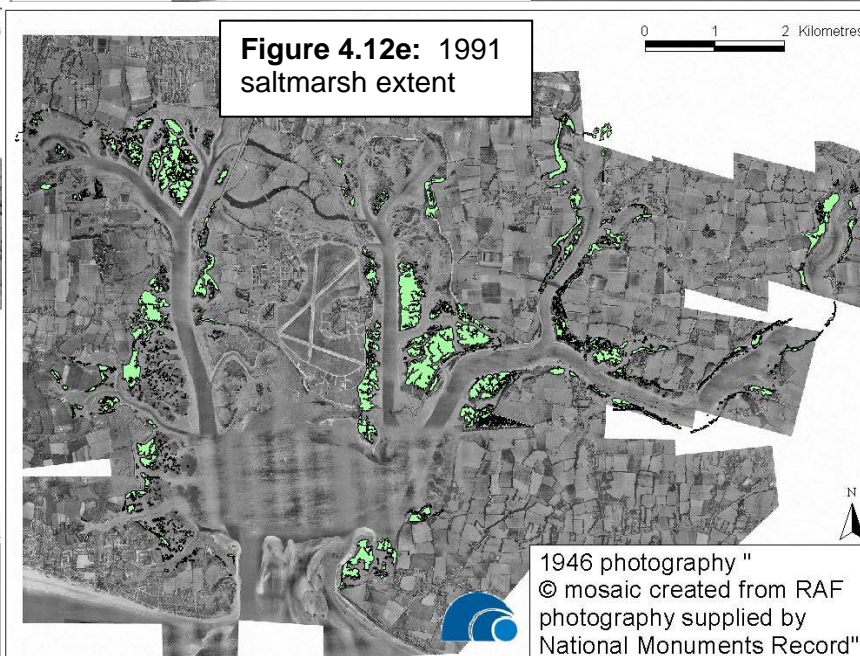 Figure 4.12e: 1991
saltmarsh extent
0 1 2 Kilometres
N
1946 photography "
© mosaic created from RAF
photography supplied by
National Monuments Record"